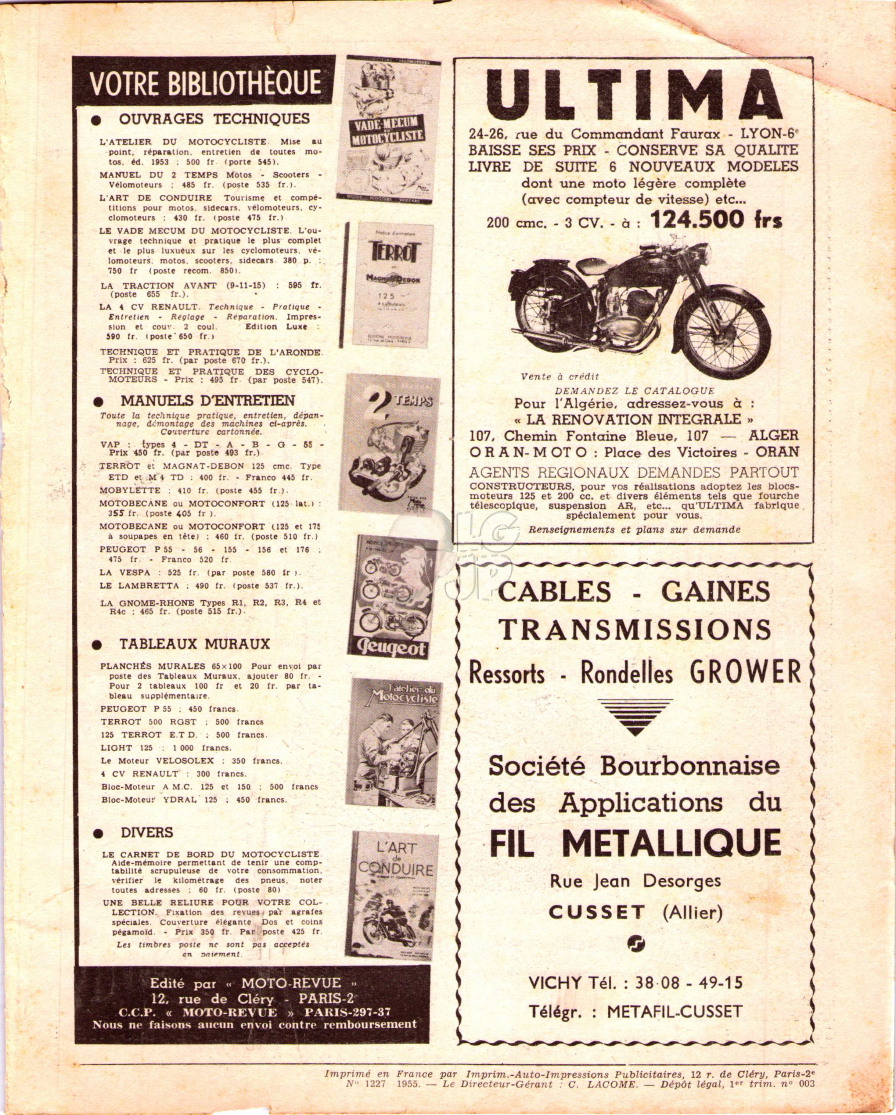 VOTRE BIBLIOTHÈQUE
● OUVRAGES TECHNIQUES
L'ATELIER DU MOTOCYCLISTE. Mise au
point, réparation, entretien de toutes mo-
tos, éd. 1953 : 500 fr. (porte 545).
MANUEL DU 2 TEMPS Motos - Scooters -
Vélomoteurs : 485 fr. (poste 535 fr.).
L'ART DE CONDUIRE Tourisme et compé-
titions pour motos, sidecars, vélomoteurs, cy-
clomoteurs : 430 fr. (poste 475 fr.)
LE VADE MECUM DU MOTOCYCLISTE. L'ou-
vrage technique et pratique le plus complet
et le plus luxueux sur les cyclomoteurs, vé-
lomoteurs, motos, scooters, sidecars. 380 p. :
750 fr (poste recom. 850).
LA TRACTION AVANT (9-11-15) : 595 fr.
(poste 655 fr.).
LA 4 CV RENAULT. Technique - Pratique -
Entretien - Réglage - Réparation. Impres-
sion et couv. 2 coul. Edition Luxe :
590 fr. (poste 650 fr.)
TECHNIQUE ET PRATIQUE DE L'ARONDE.
Prix : 625 fr. (par poste 670 fr.).
TECHNIQUE ET PRATIQUE DES CYCLO-
MOTEURS - Prix : 495 fr (par poste 547).
● MANUELS D'ENTRETIEN
Toute la technique pratique, entretien, dépan-
nage, démontage des machines ci-après.
Couverture cartonnée.
VAP : types 4 - DT - A - B - G - 55 -
Prix 450 fr. (par poste 493 fr.)
TERROT et MAGNAT-DEBON 125 cmc. Type
ETD et M 4 TD : 400 fr. - Franco 445 fr.
MOBYLETTE : 410 fr. (poste 455 fr.).
MOTOBECANE ou MOTOCONFORT (125 lat.) :
355 fr. (poste 405 fr ).
MOTOBECANE ou MOTOCONFORT (125 et 175
à soupapes en tête) : 460 fr. (poste 510 fr.)
PEUGEOT P 55 - 56 - 155 - 156 et 176 :
475 fr. - Franco 520 fr.
LA VESPA : 525 fr. (par poste 580 fr ).
LE LAMBRETTA : 490 fr. (poste 537 fr.).
LA GNOME-RHONE Types R1, R2, R3, R4 et
R4c : 465 fr. (poste 515 fr.).
● TABLEAUX MURAUX
PLANCHES MURALES 65×100 Pour envoi par
poste des Tableaux Muraux, ajouter 80 fr. -
Pour 2 tableaux 100 fr et 20 fr. par ta-
bleau supplémentaire.
PEUGEOT P 55 : 450 francs.
TERROT 500 RGST : 500 francs
125 TERROT E.T.D. : 500 francs
LIGHT 125 : 1 000 francs.
Le Moteur VELOSOLEX : 350 francs.
4 CV RENAULT : 300 francs.
Bloc-Moteur A.M.C. 125 et 150 : 500 francs
Bloc-Moteur YDRAL 125 : 450 francs.
● DIVERS
LE CARNET DE BORD DU MOTOCYCLISTE
Aide-mémoire permettant de tenir une comp-
tabilité scrupuleuse de votre consommation,
vérifier le kilométrage des pneus, noter
toutes adresses : 60 fr. (poste 80)
UNE BELLE RELIURE POUR VOTRE COL-
LECTION. Fixation des revues par agrafes
spéciales. Couverture élégante. Dos et coins
pégamoïd. - Prix 350 fr. Par poste 425 fr.
Les timbres poste ne sont pas acceptés
en paiement.
Edité par « MOTO-REVUE »
12, rue de Cléry - PARIS-2
C.C.P. « MOTO-REVUE » PARIS-297-37
Nous ne faisons aucun envoi contre remboursement
VADE-MECUM
DU
MOTOCYCLISTE
Notice d'entretien
TERROT
MAGNAT-DEBON
125
2 TEMPS
Peugeot
l'atelier du
Motocycliste
L'ART
de
CONDUIRE
ULTIMA
24-26, rue du Commandant Faurax - LYON-6e
BAISSE SES PRIX - CONSERVE SA QUALITE
LIVRE DE SUITE 6 NOUVEAUX MODELES
dont une moto légère complète
(avec compteur de vitesse) etc...
200 cmc. - 3 CV. - à : 124.500 frs
Vente à crédit
DEMANDEZ LE CATALOGUE
Pour l'Algérie, adressez-vous à :
« LA RENOVATION INTEGRALE »
107, Chemin Fontaine Bleue, 107 — ALGER
ORAN-MOTO : Place des Victoires - ORAN
AGENTS REGIONAUX DEMANDES PARTOUT
CONSTRUCTEURS, pour vos réalisations adoptez les blocs-
moteurs 125 et 200 cc. et divers éléments tels que fourche
télescopique, suspension AR, etc... qu'ULTIMA fabrique
spécialement pour vous.
Renseignements et plans sur demande
CABLES - GAINES
TRANSMISSIONS
Ressorts - Rondelles GROWER
Société Bourbonnaise
des Applications du
FIL METALLIQUE
Rue Jean Desorges
CUSSET (Allier)
VICHY Tél. : 38-08 - 49-15
Télégr. : METAFIL-CUSSET
Imprimé en France par Imprim.-Auto-Impressions Publicitaires, 12 r. de Cléry, Paris-2e
N° 1227 1955. — Le Directeur-Gérant : C. LACOME. — Dépôt légal, 1er trim. n° 003